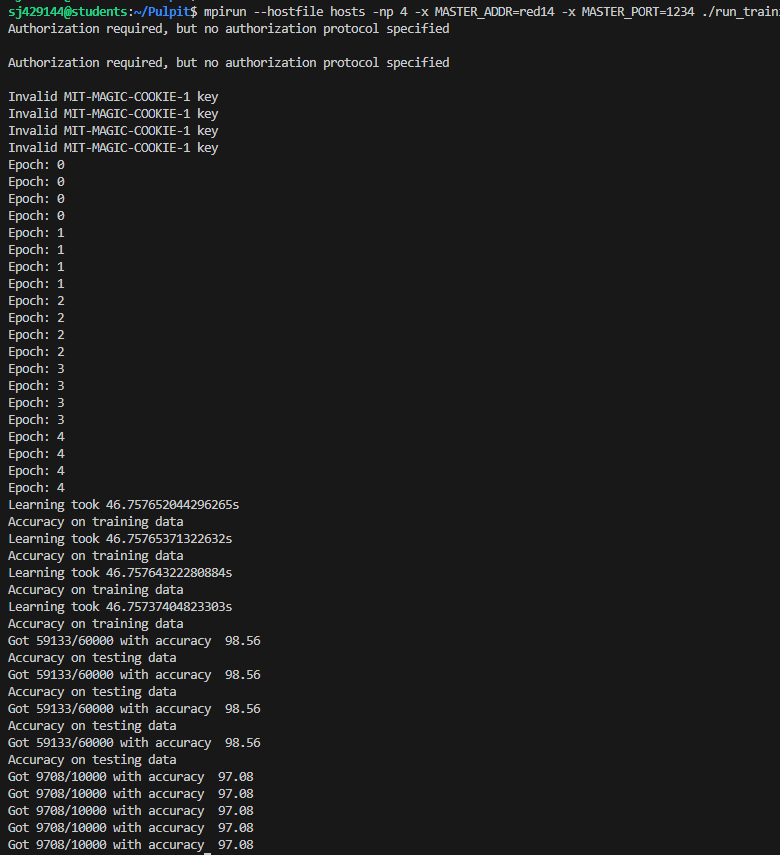 sj429144@students:~/Pulpit$ mpirun --hostfile hosts -np 4 -x MASTER_ADDR=red14 -x MASTER_PORT=1234 ./run_traini
Authorization required, but no authorization protocol specified
Authorization required, but no authorization protocol specified
Invalid MIT-MAGIC-COOKIE-1 key
Invalid MIT-MAGIC-COOKIE-1 key
Invalid MIT-MAGIC-COOKIE-1 key
Invalid MIT-MAGIC-COOKIE-1 key
Epoch: 0
Epoch: 0
Epoch: 0
Epoch: 0
Epoch: 1
Epoch: 1
Epoch: 1
Epoch: 1
Epoch: 2
Epoch: 2
Epoch: 2
Epoch: 2
Epoch: 3
Epoch: 3
Epoch: 3
Epoch: 3
Epoch: 4
Epoch: 4
Epoch: 4
Epoch: 4
Learning took 46.757652044296265s
Accuracy on training data
Learning took 46.75765371322632s
Accuracy on training data
Learning took 46.75764322280884s
Accuracy on training data
Learning took 46.75737404823303s
Accuracy on training data
Got 59133/60000 with accuracy  98.56
Accuracy on testing data
Got 59133/60000 with accuracy  98.56
Accuracy on testing data
Got 59133/60000 with accuracy  98.56
Accuracy on testing data
Got 59133/60000 with accuracy  98.56
Accuracy on testing data
Got 9708/10000 with accuracy  97.08
Got 9708/10000 with accuracy  97.08
Got 9708/10000 with accuracy  97.08
Got 9708/10000 with accuracy  97.08
Got 9708/10000 with accuracy  97.08